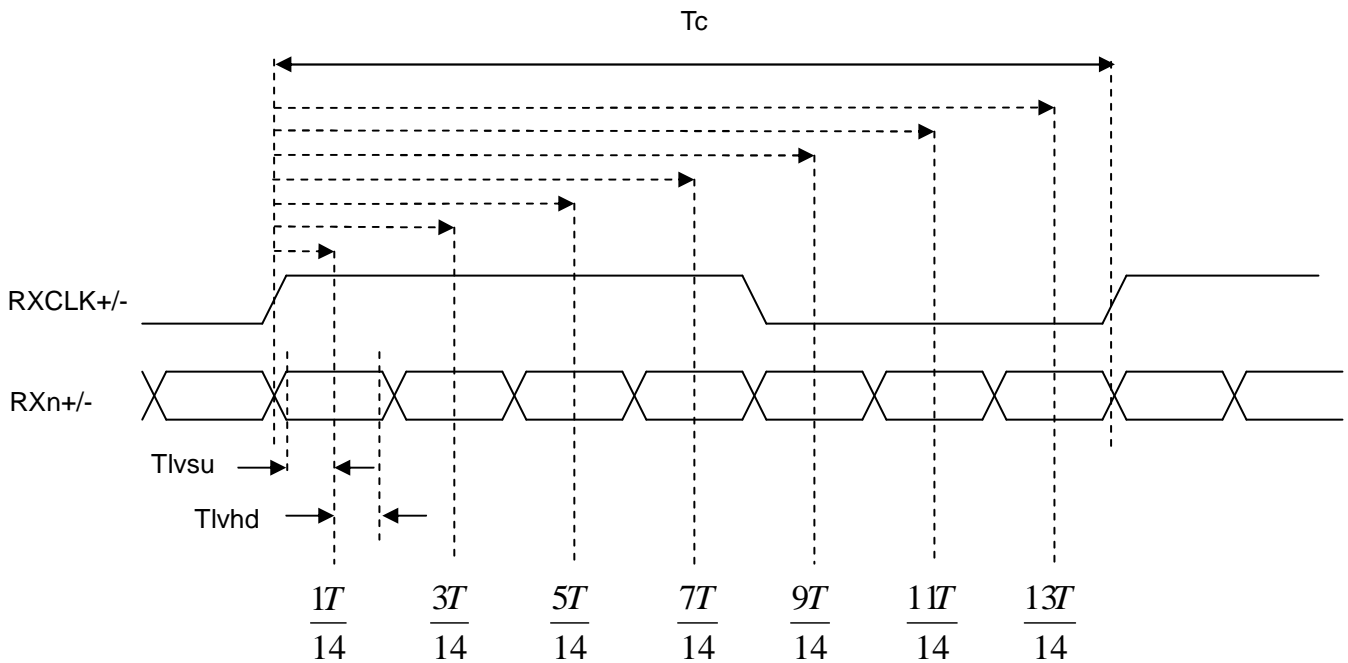 Tc
RXCLK+/-
RXn+/-
Tlvsu
Tlvhd
1T 3T 5T 7T 9T 11T 13T
14 14 14 14 14 14 14